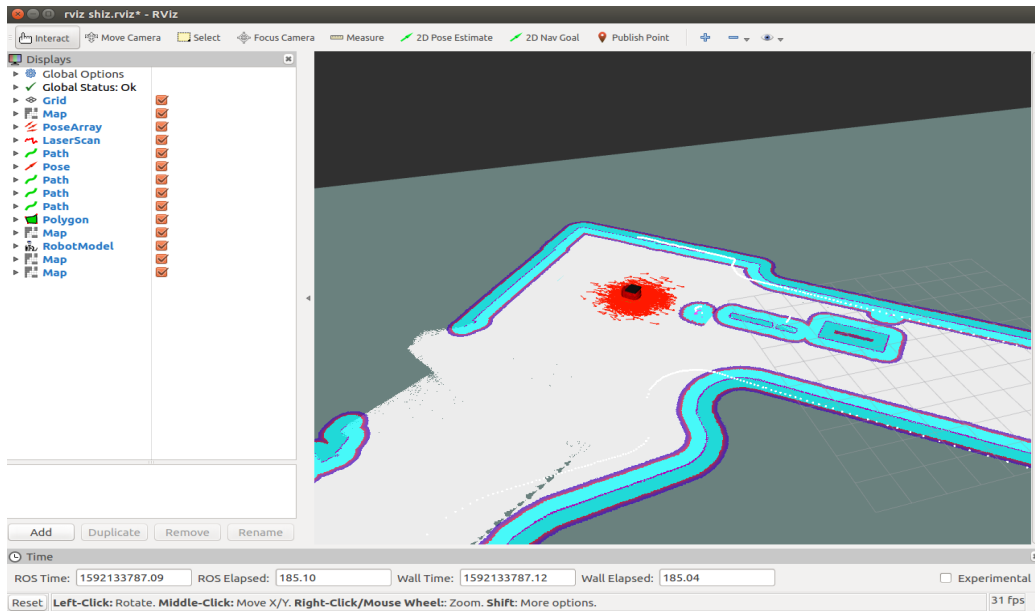 rviz shiz.rviz* - RViz
Interact Move Camera Select Focus Camera Measure 2D Pose Estimate 2D Nav Goal Publish Point
Displays
Global Options
Global Status: Ok
Grid
Map
PoseArray
LaserScan
Path
Pose
Path
Path
Path
Polygon
Map
RobotModel
Map
Map
Add Duplicate Remove Rename
Time
ROS Time: 1592133787.09 ROS Elapsed: 185.10 Wall Time: 1592133787.12 Wall Elapsed: 185.04 Experimental
Reset Left-Click: Rotate. Middle-Click: Move X/Y. Right-Click/Mouse Wheel:: Zoom. Shift: More options. 31 fps